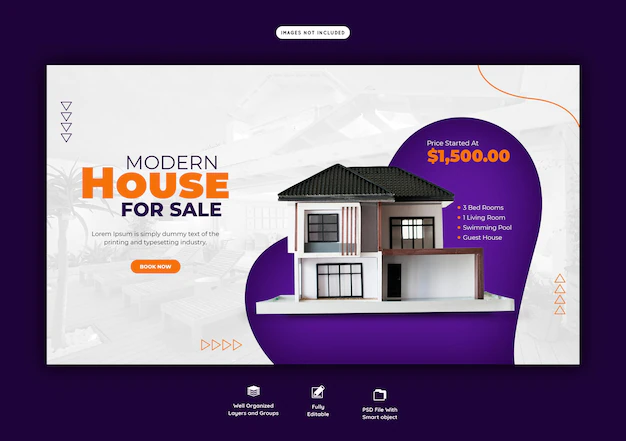 IMAGES NOT INCLUDED
MODERN
HOUSE
FOR SALE
Lorem Ipsum is simply dummy text of the
printing and typesetting industry.
BOOK NOW
Price Started At
$1,500.00
3 Bed Rooms
1 Living Room
Swimming Pool
Guest House
Well Organized
Layers and Groups
Fully
Editable
PSD File With
Smart object